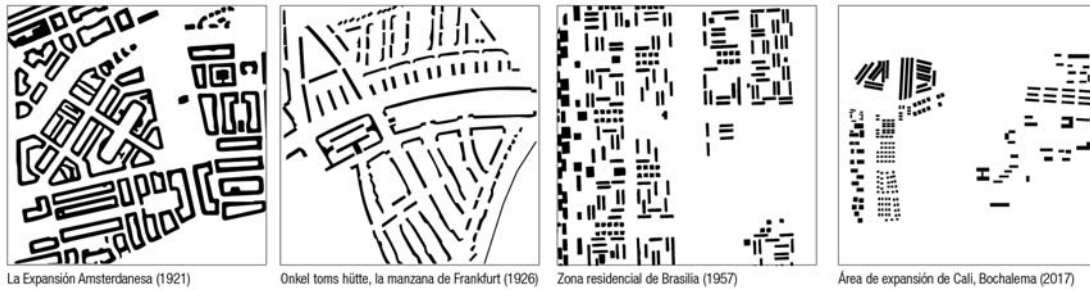 La Expansión Amsterdanesa (1921)
Onkel toms hütte, la manzana de Frankfurt (1926)
Zona residencial de Brasilia (1957)
Área de expansión de Cali, Bochalema (2017)